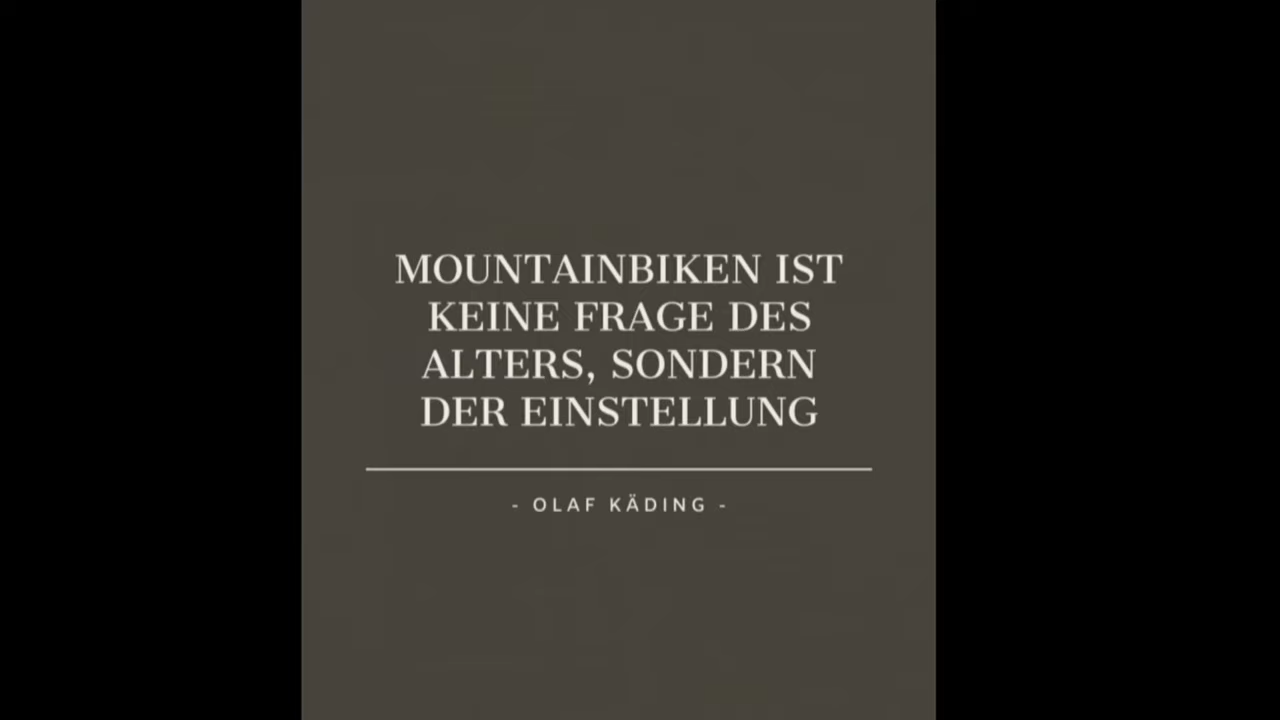 MOUNTAINBIKEN IST
KEINE FRAGE DES
ALTERS, SONDERN
DER EINSTELLUNG
- OLAF KÄDING -